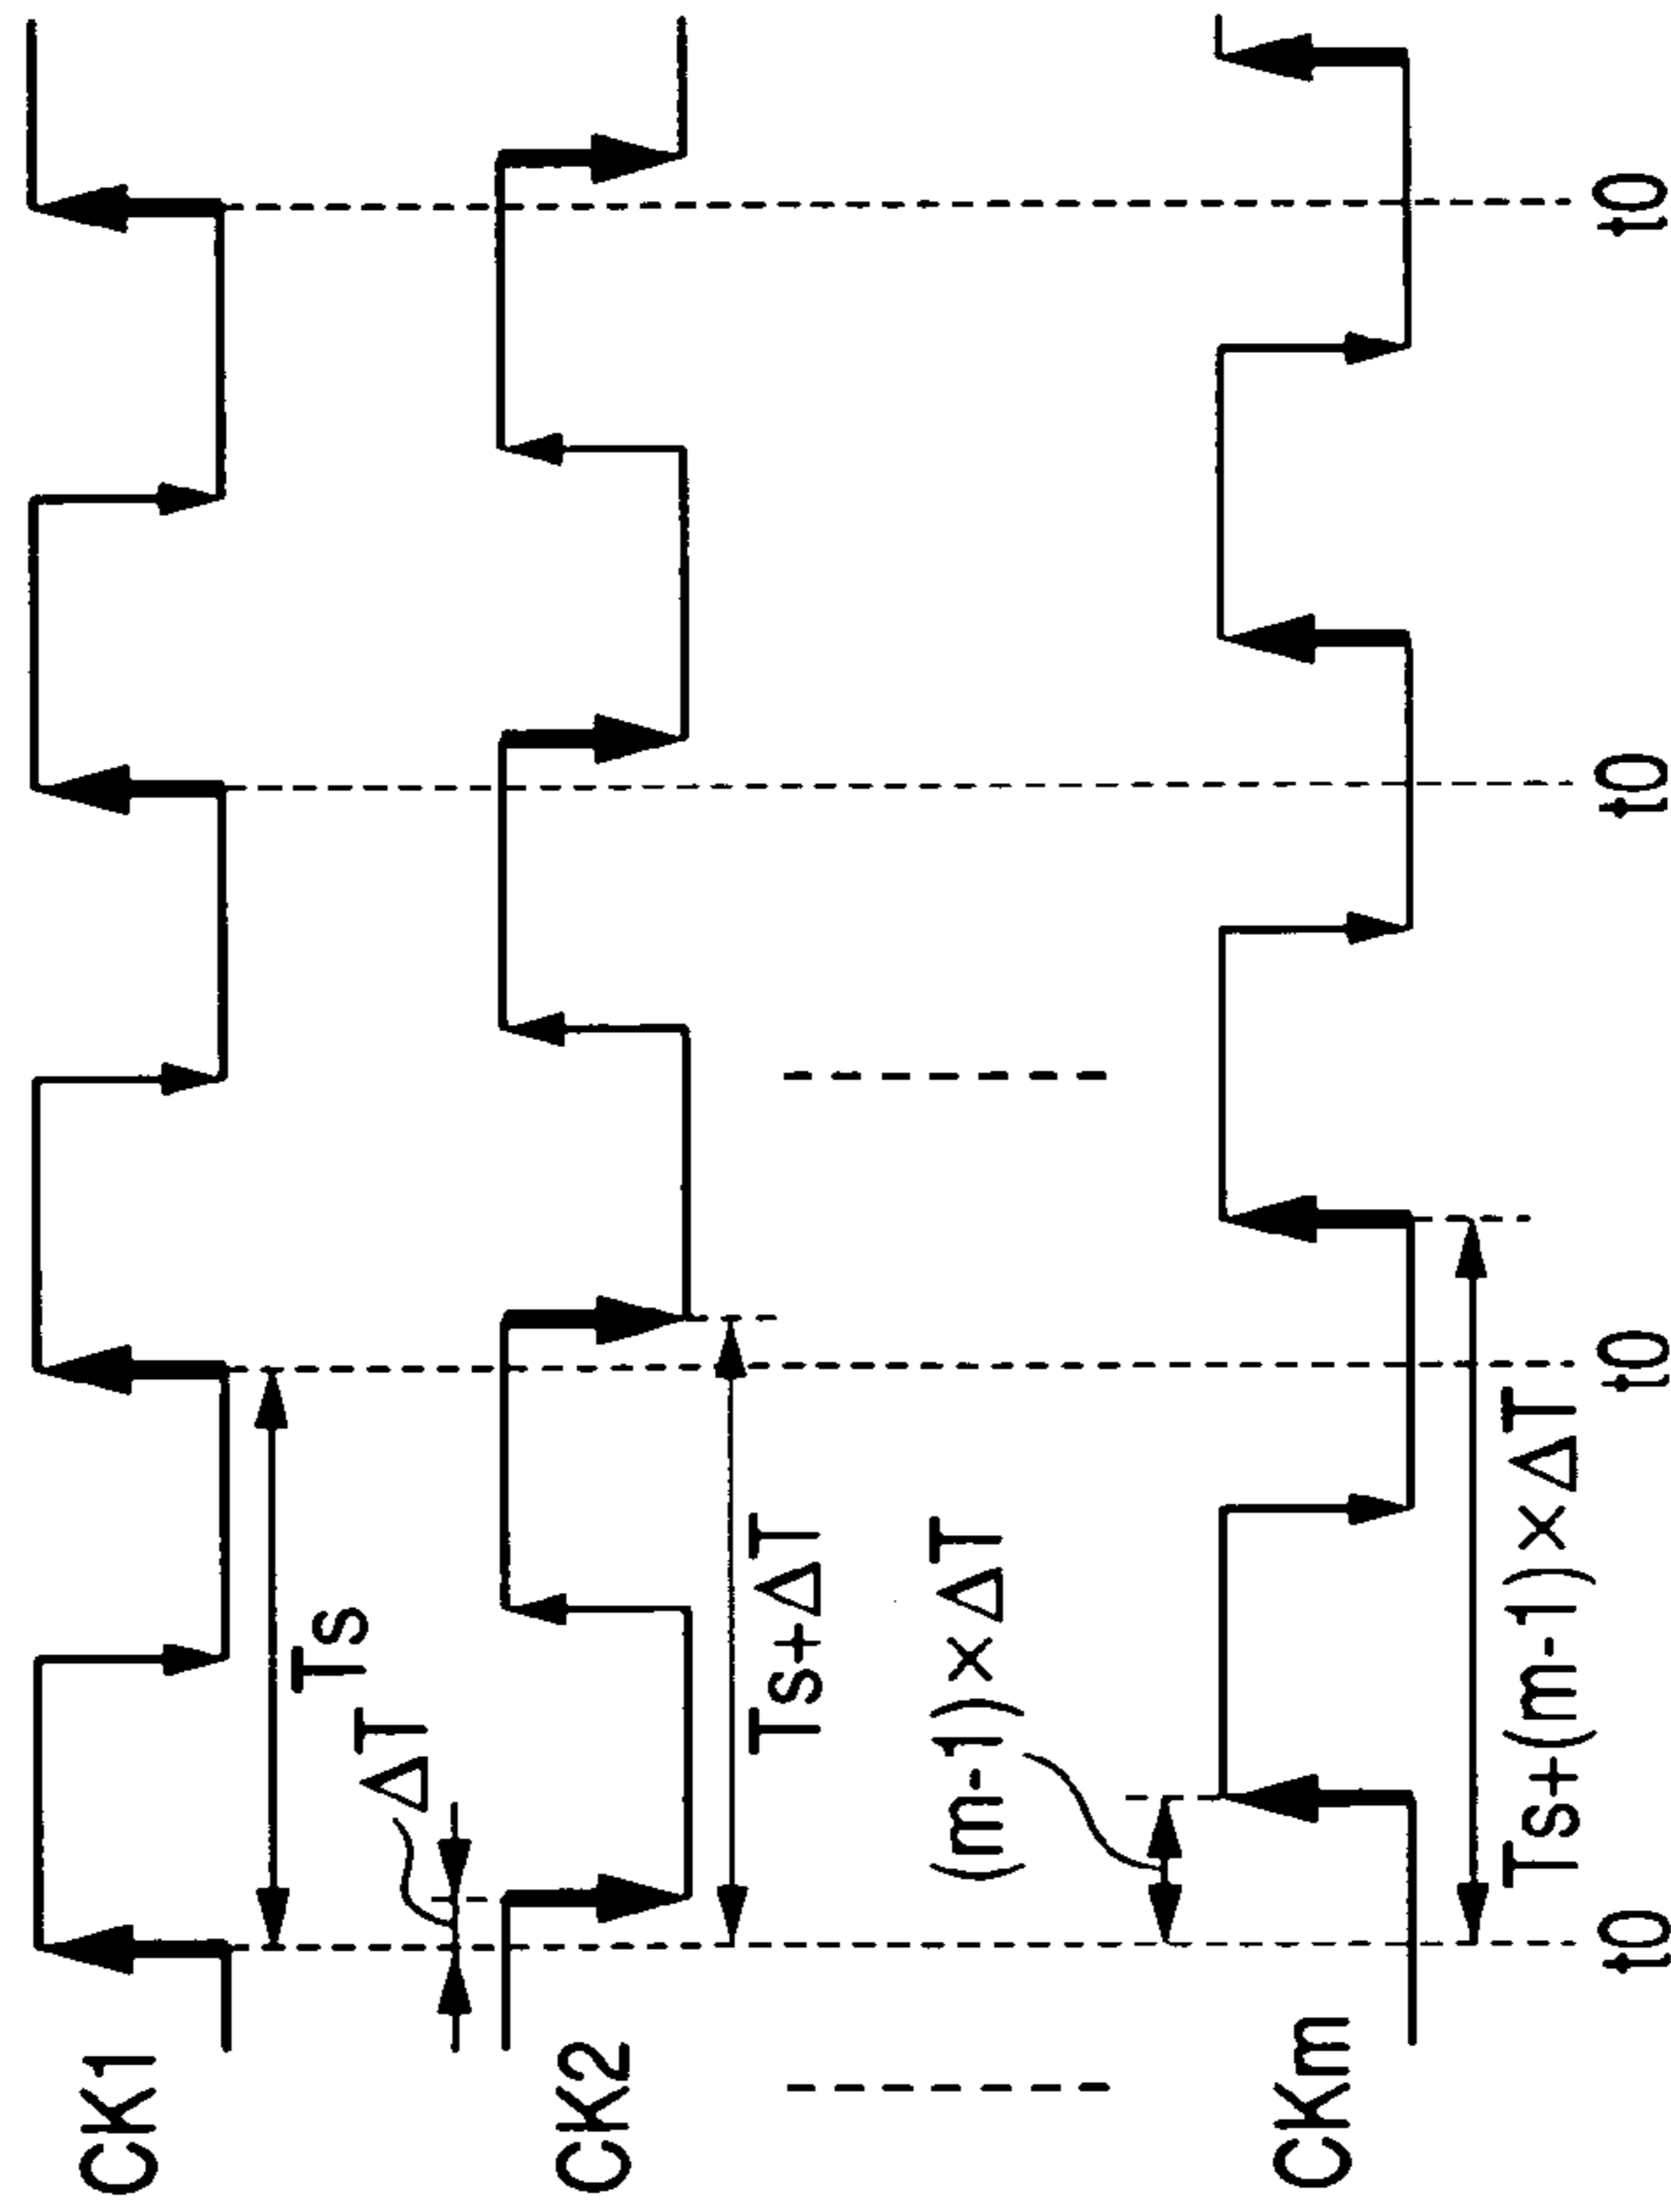 CK1
Ts
ΔT
CK2
Ts+ΔT
(m-1)×ΔT
CKm
Ts+(m-1)×ΔT
t0
t0
t0
t0